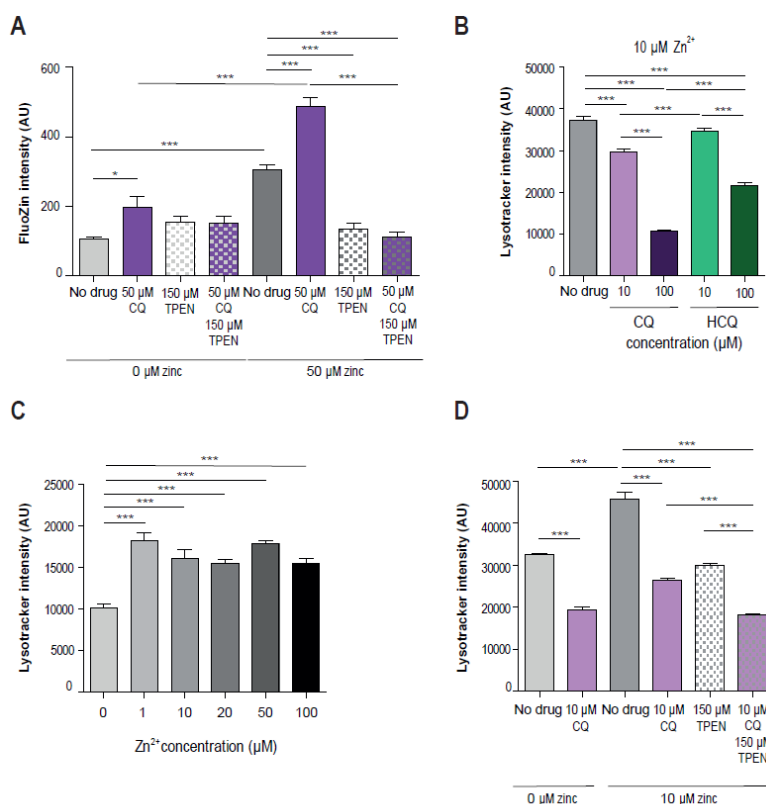 A
FluoZin intensity (AU)
600
400
200
0
***
***
***
***
***
***
*
No drug
50 µM
CQ
150 µM
TPEN
50 µM
CQ
150 µM
TPEN
No drug
50 µM
CQ
150 µM
TPEN
50 µM
CQ
150 µM
TPEN
0 µM zinc
50 µM zinc
B
10 µM Zn²⁺
Lysotracker intensity (AU)
50000
40000
30000
20000
10000
0
***
***
***
***
***
***
***
No drug
10
100
10
100
CQ
HCQ
concentration (µM)
C
Lysotracker intensity (AU)
25000
20000
15000
10000
5000
0
***
***
***
***
***
0
1
10
20
50
100
Zn²⁺ concentration (µM)
D
Lysotracker intensity (AU)
50000
40000
30000
20000
10000
0
***
***
***
***
***
***
***
No drug
10 µM
CQ
No drug
10 µM
CQ
150 µM
TPEN
10 µM
CQ
150 µM
TPEN
0 µM zinc
10 µM zinc